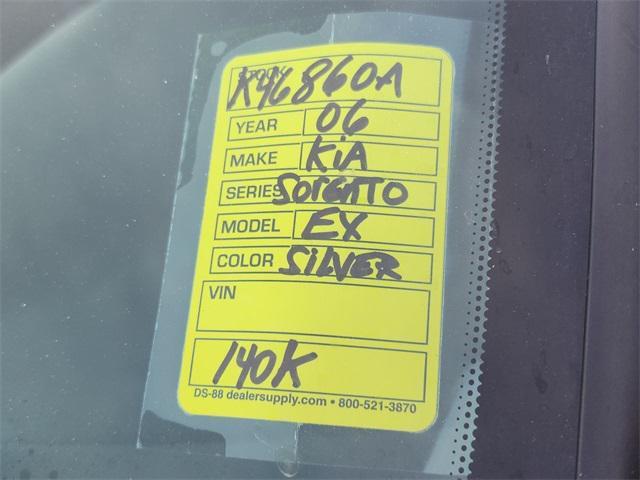 STOCK# K46860A
YEAR 06
MAKE KiA
SERIES SORENTO
MODEL EX
COLOR SiLVER
VIN
140K
DS-88 dealersupply.com • 800-521-3870